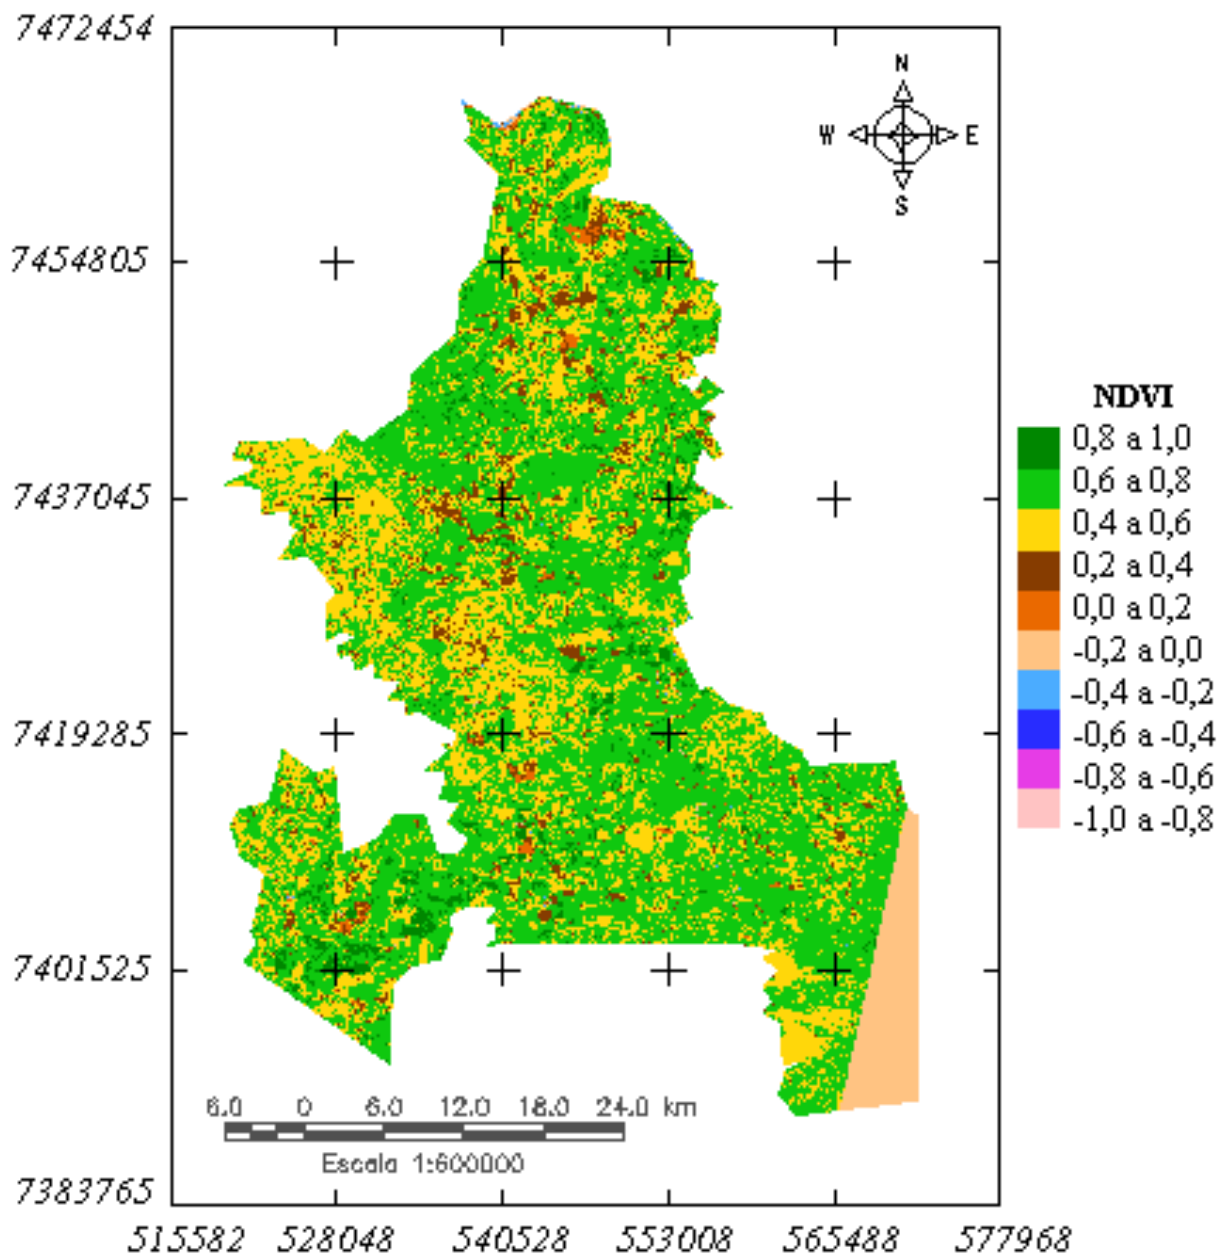 7472454
N
W E
S
7454805
NDVI
0,8 a 1,0
0,6 a 0,8
7437045
0,4 a 0,6
0,2 a 0,4
0,0 a 0,2
-0,2 a 0,0
-0,4 a -0,2
7419285
-0,6 a -0,4
-0,8 a -0,6
-1,0 a -0,8
7401525
6.0 0 6.0 12.0 18.0 24.0 km
Escala 1:600000
7383765
515582 528048 540528 553008 565488 577968